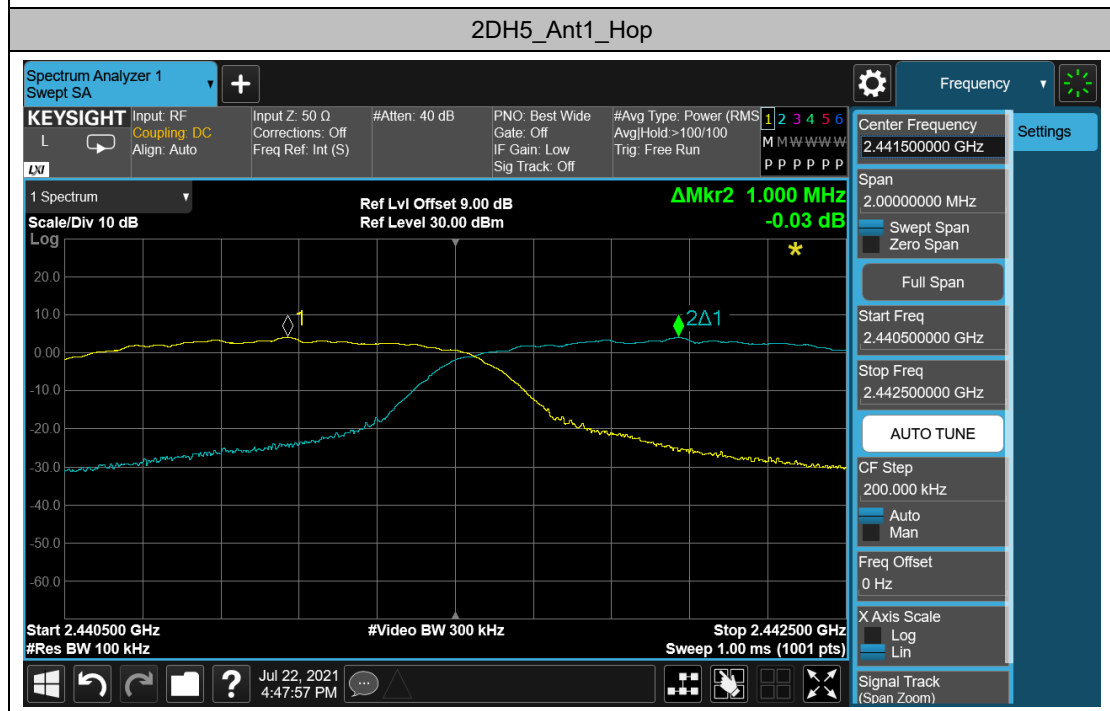 2DH5_Ant1_Hop
Spectrum Analyzer 1
Swept SA
+
Frequency
KEYSIGHT
L
LXI
Input: RF
Coupling: DC
Align: Auto
Input Z: 50 Ω
Corrections: Off
Freq Ref: Int (S)
#Atten: 40 dB
PNO: Best Wide
Gate: Off
IF Gain: Low
Sig Track: Off
#Avg Type: Power (RMS
Avg|Hold:>100/100
Trig: Free Run
1 2 3 4 5 6
M M W W W W
P P P P P P
1 Spectrum
Scale/Div 10 dB
Log
Ref Lvl Offset 9.00 dB
Ref Level 30.00 dBm
ΔMkr2 1.000 MHz
-0.03 dB
*
20.0
10.0
0.00
-10.0
-20.0
-30.0
-40.0
-50.0
-60.0
1
2Δ1
Start 2.440500 GHz
#Res BW 100 kHz
#Video BW 300 kHz
Stop 2.442500 GHz
Sweep 1.00 ms (1001 pts)
Center Frequency
2.441500000 GHz
Span
2.00000000 MHz
Swept Span
Zero Span
Full Span
Start Freq
2.440500000 GHz
Stop Freq
2.442500000 GHz
AUTO TUNE
CF Step
200.000 kHz
Auto
Man
Freq Offset
0 Hz
X Axis Scale
Log
Lin
Signal Track
(Span Zoom)
Settings
?
Jul 22, 2021
4:47:57 PM